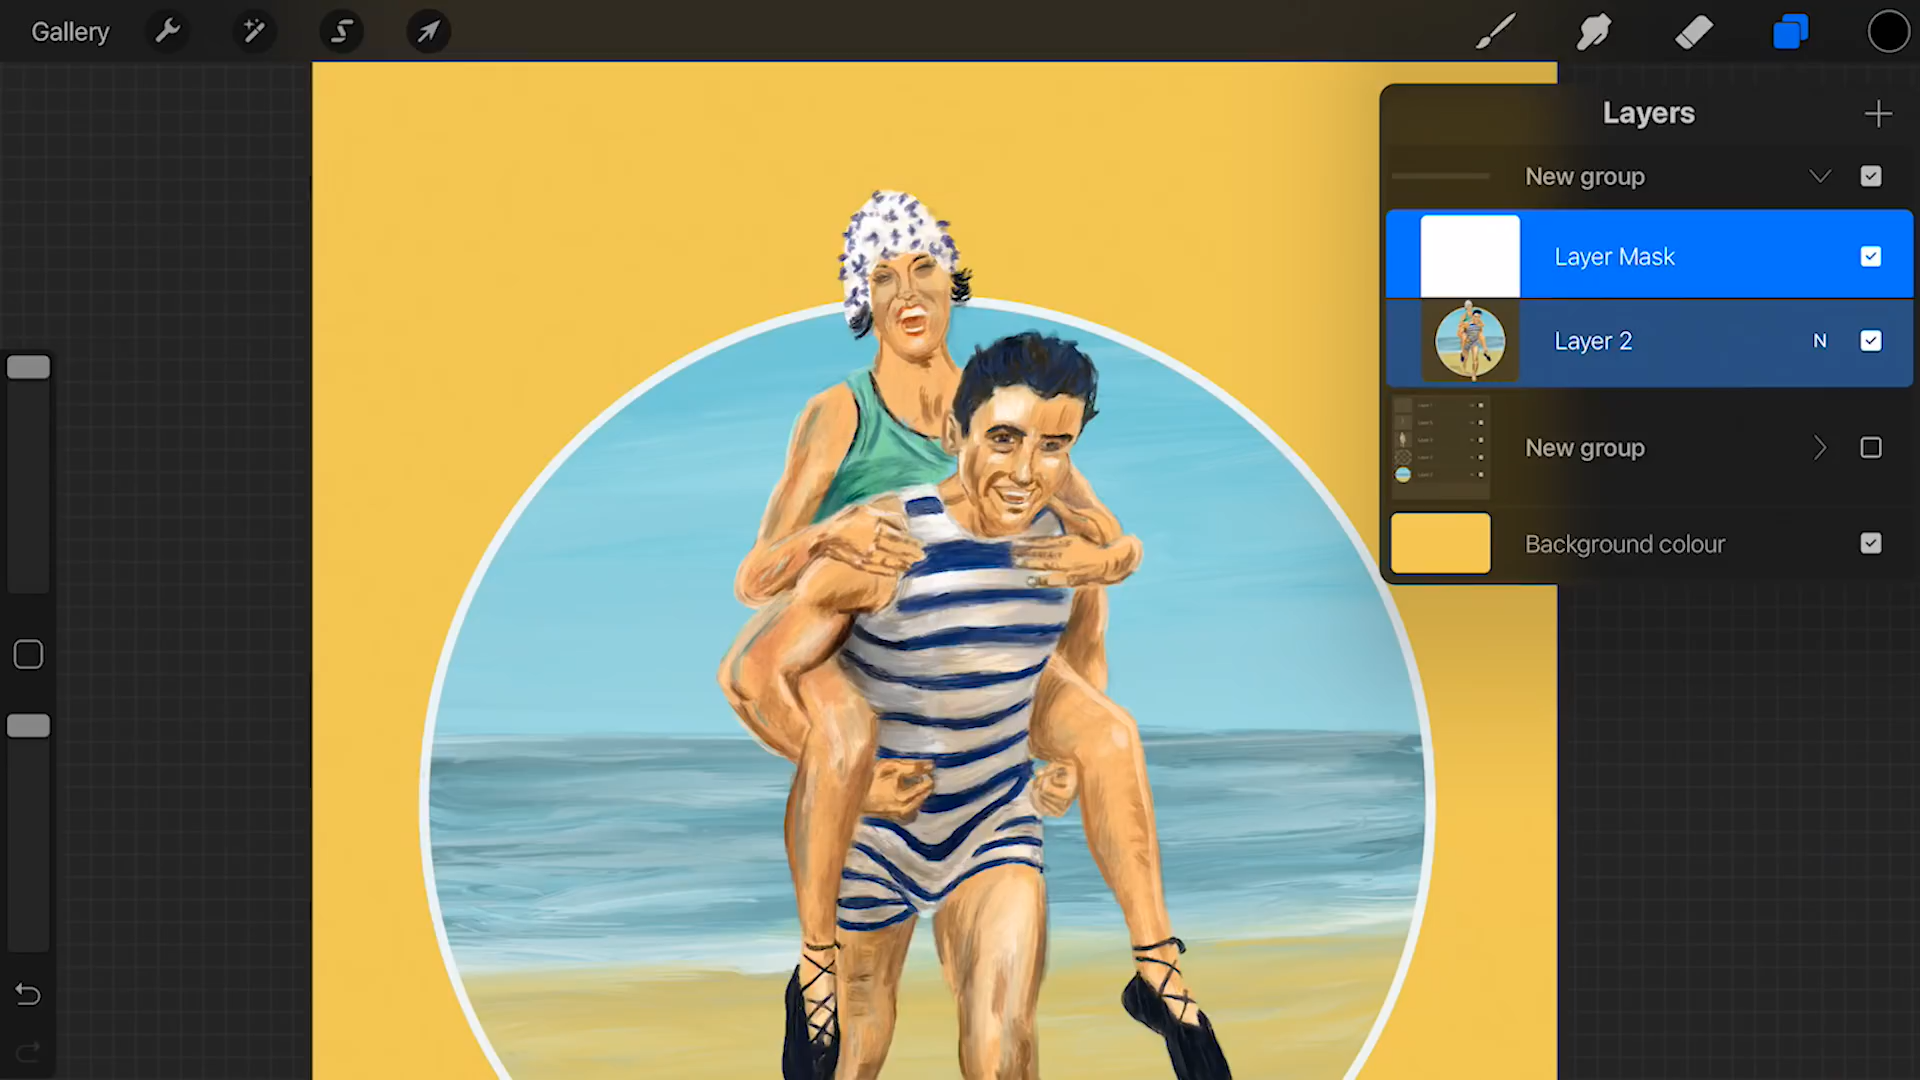 Gallery
Layers
New group
Layer Mask
Layer 2 N
New group
Background colour